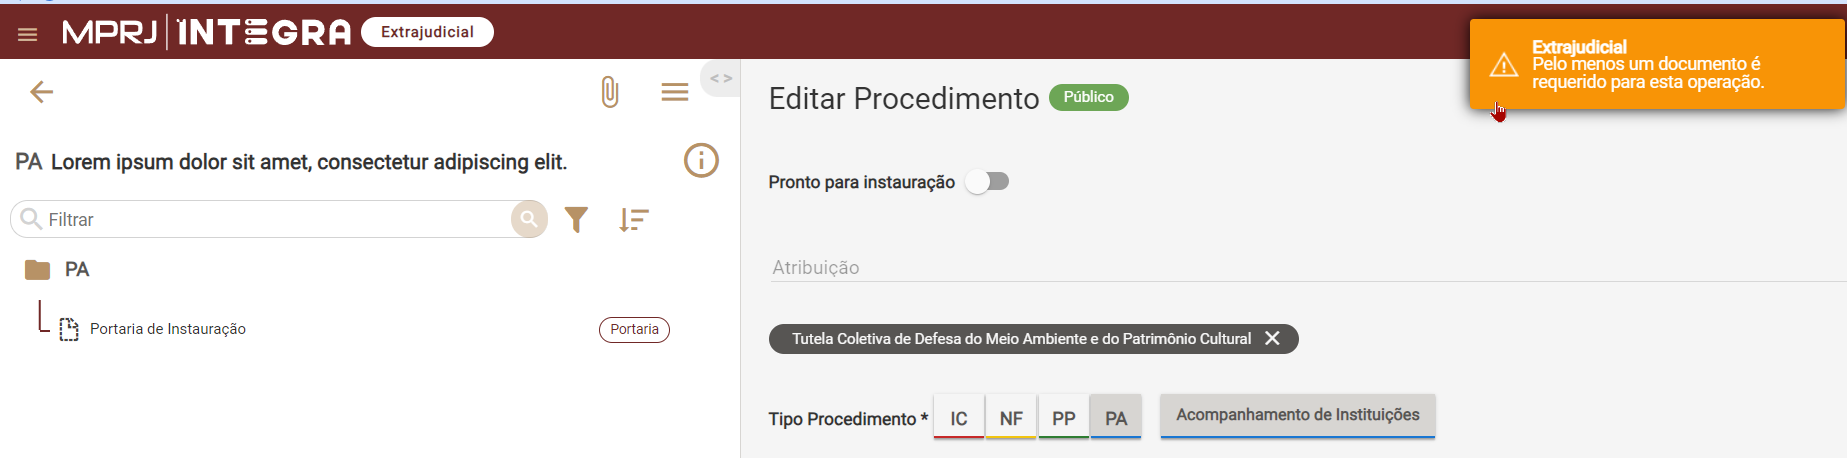 MPRJ INTEGRA Extrajudicial
Extrajudicial
Pelo menos um documento é
requerido para esta operação.
< >
PA Lorem ipsum dolor sit amet, consectetur adipiscing elit.
Filtrar
PA
Portaria de Instauração Portaria
Editar Procedimento Público
Pronto para instauração
Atribuição
Tutela Coletiva de Defesa do Meio Ambiente e do Patrimônio Cultural
Tipo Procedimento * IC NF PP PA Acompanhamento de Instituições